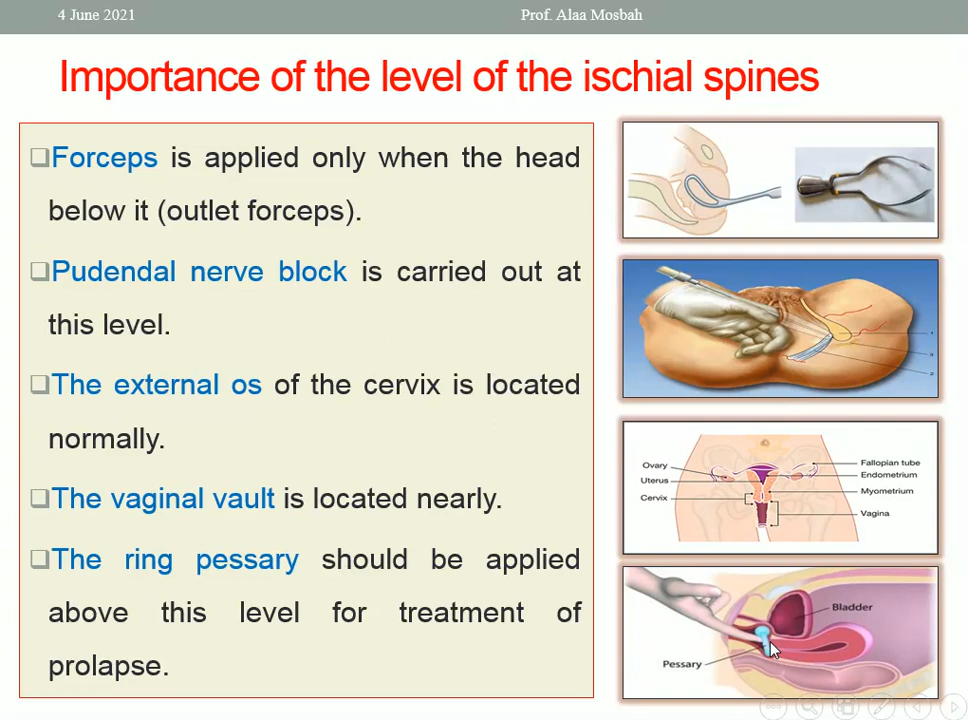 4 June 2021
Prof. Alaa Mosbah
Importance of the level of the ischial spines
❑Forceps is applied only when the head
below it (outlet forceps).
❑Pudendal nerve block is carried out at
this level.
❑The external os of the cervix is located
normally.
❑The vaginal vault is located nearly.
❑The ring pessary should be applied
above this level for treatment of
prolapse.
1
3
2
Ovary
Uterus
Cervix
Fallopian tube
Endometrium
Myometrium
Vagina
Bladder
Pessary